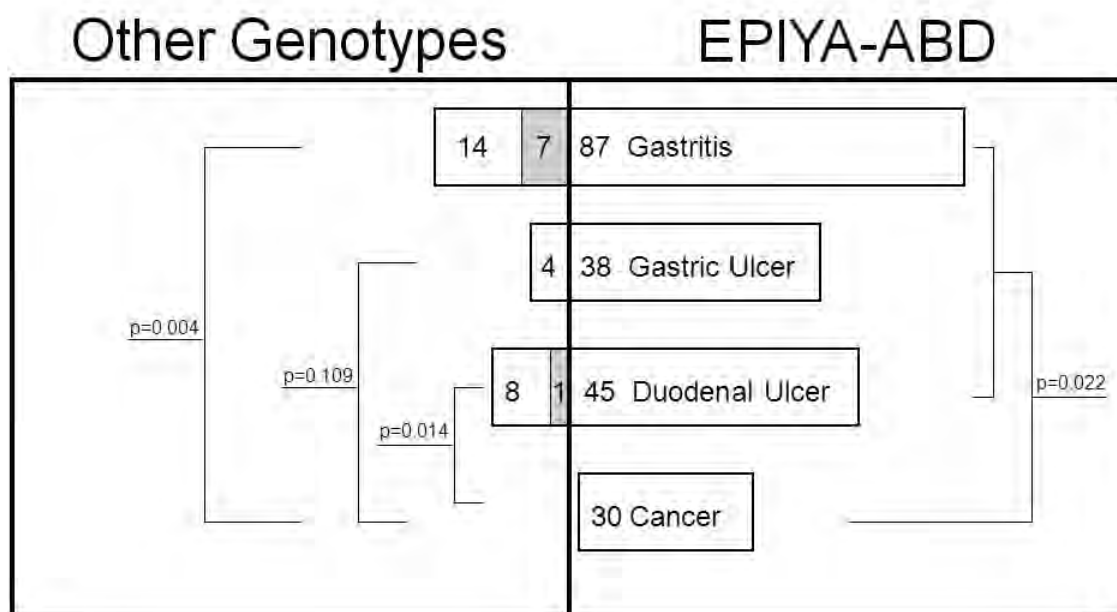 Other Genotypes EPIYA-ABD
14 7 87 Gastritis
4 38 Gastric Ulcer
p=0.004
p=0.109
8 1 45 Duodenal Ulcer
p=0.022
p=0.014
30 Cancer